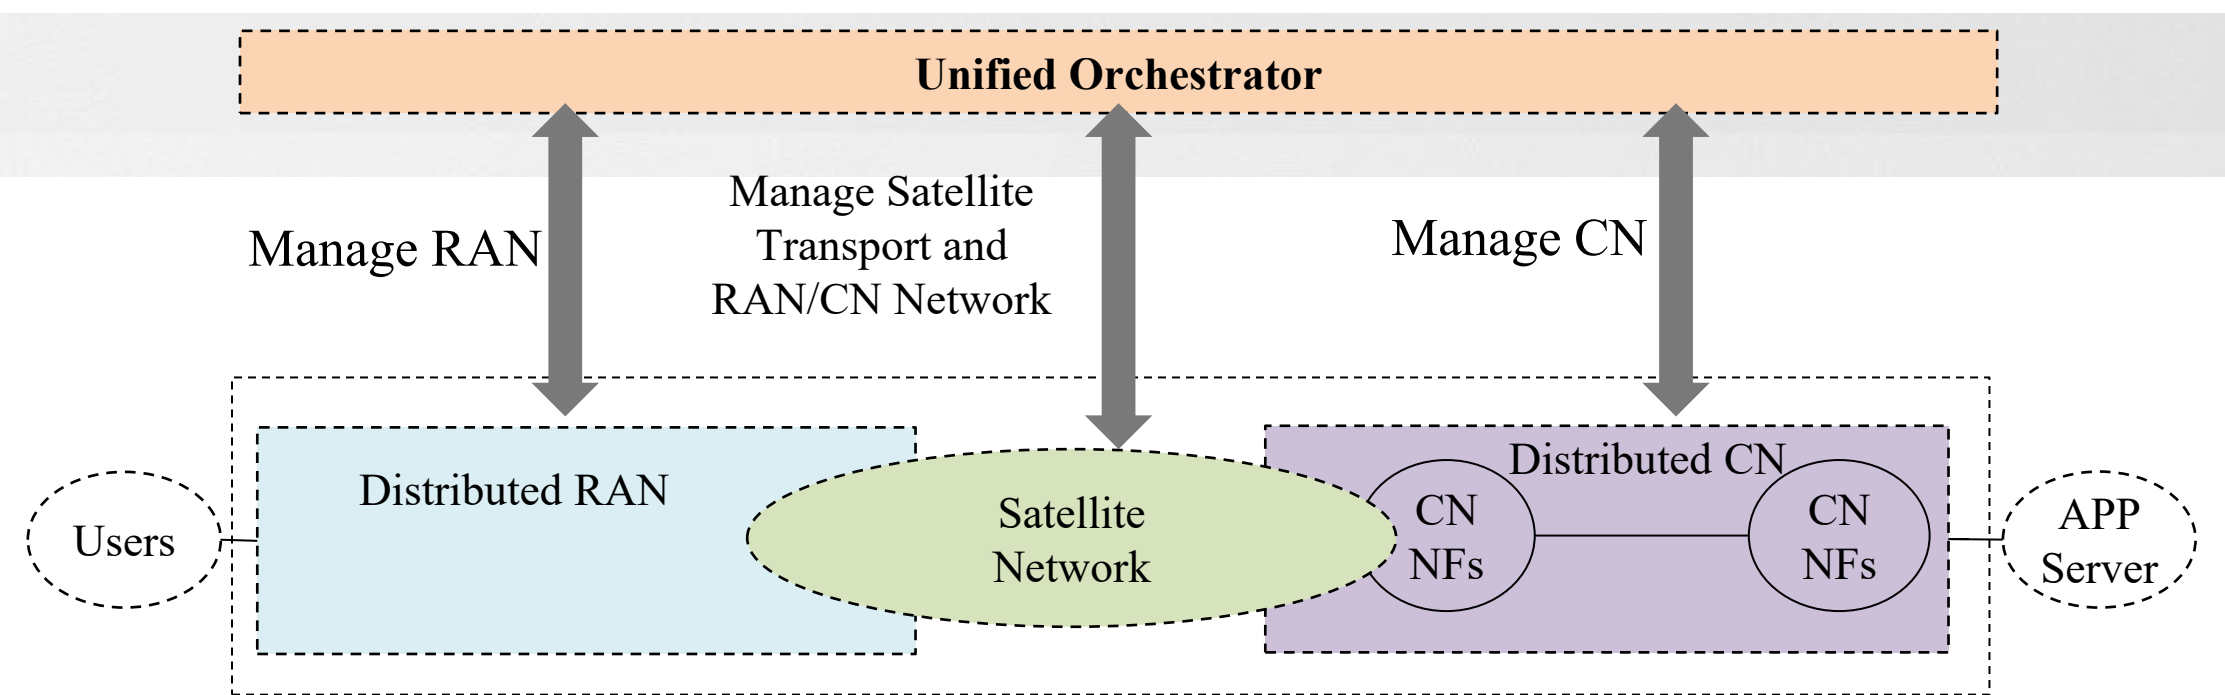 Unified Orchestrator
Manage RAN
Manage Satellite
Transport and
RAN/CN Network
Manage CN
Users
Distributed RAN
Satellite
Network
Distributed CN
CN
NFs
CN
NFs
APP
Server